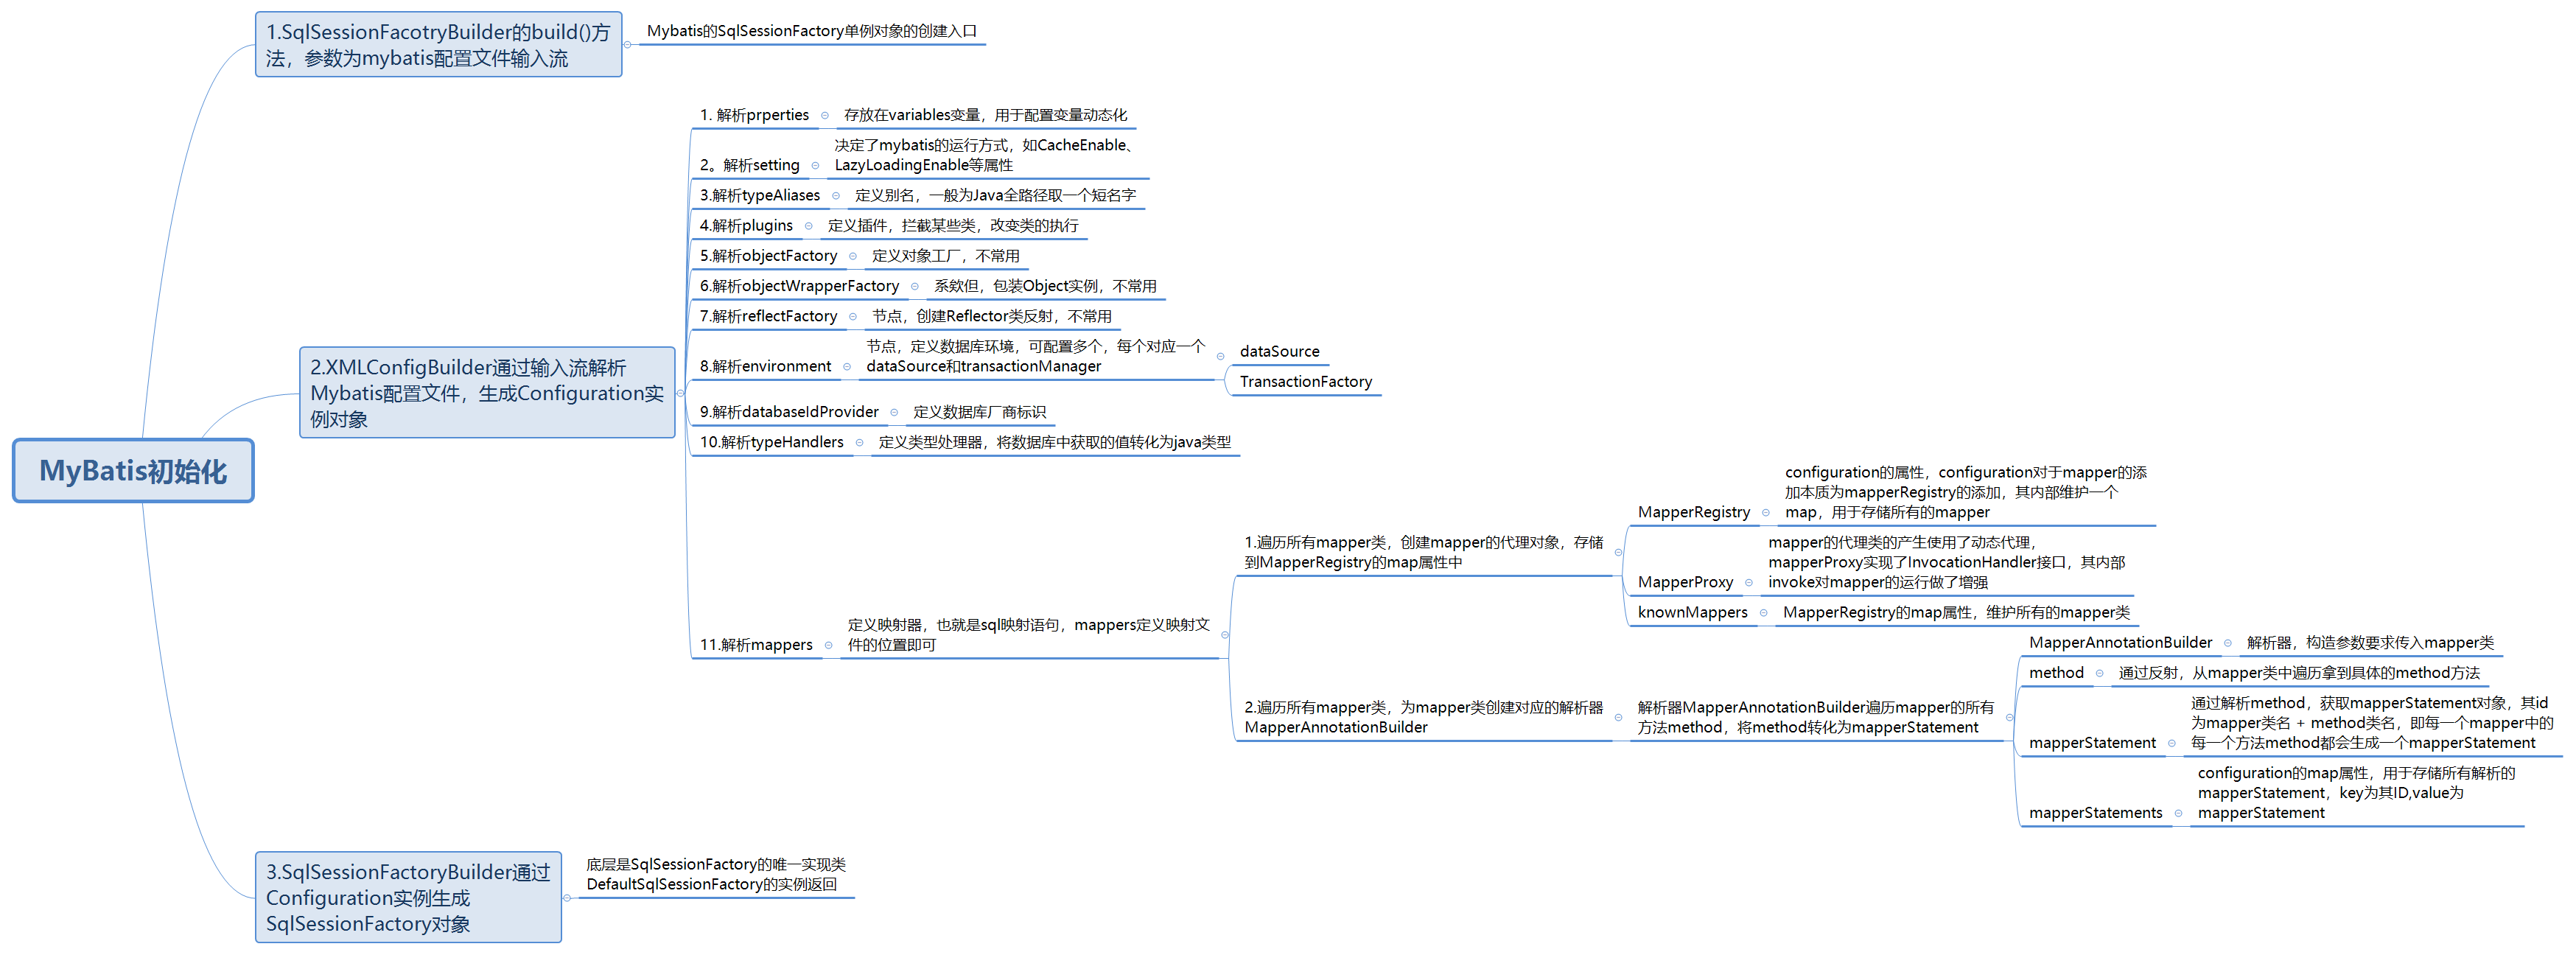 MyBatis初始化
1.SqlSessionFacotryBuilder的build()方
法，参数为mybatis配置文件输入流
Mybatis的SqlSessionFactory单例对象的创建入口
2.XMLConfigBuilder通过输入流解析
Mybatis配置文件，生成Configuration实
例对象
1. 解析prperties
存放在variables变量，用于配置变量动态化
2。解析setting
决定了mybatis的运行方式，如CacheEnable、
LazyLoadingEnable等属性
3.解析typeAliases
定义别名，一般为Java全路径取一个短名字
4.解析plugins
定义插件，拦截某些类，改变类的执行
5.解析objectFactory
定义对象工厂，不常用
6.解析objectWrapperFactory
系欸但，包装Object实例，不常用
7.解析reflectFactory
节点，创建Reflector类反射，不常用
8.解析environment
节点，定义数据库环境，可配置多个，每个对应一个
dataSource和transactionManager
dataSource
TransactionFactory
9.解析databaseIdProvider
定义数据库厂商标识
10.解析typeHandlers
定义类型处理器，将数据库中获取的值转化为java类型
11.解析mappers
定义映射器，也就是sql映射语句，mappers定义映射文
件的位置即可
1.遍历所有mapper类，创建mapper的代理对象，存储
到MapperRegistry的map属性中
MapperRegistry
configuration的属性，configuration对于mapper的添
加本质为mapperRegistry的添加，其内部维护一个
map，用于存储所有的mapper
MapperProxy
mapper的代理类的产生使用了动态代理，
mapperProxy实现了InvocationHandler接口，其内部
invoke对mapper的运行做了增强
knownMappers
MapperRegistry的map属性，维护所有的mapper类
2.遍历所有mapper类，为mapper类创建对应的解析器
MapperAnnotationBuilder
解析器MapperAnnotationBuilder遍历mapper的所有
方法method，将method转化为mapperStatement
MapperAnnotationBuilder
解析器，构造参数要求传入mapper类
method
通过反射，从mapper类中遍历拿到具体的method方法
mapperStatement
通过解析method，获取mapperStatement对象，其id
为mapper类名 + method类名，即每一个mapper中的
每一个方法method都会生成一个mapperStatement
mapperStatements
configuration的map属性，用于存储所有解析的
mapperStatement，key为其ID,value为
mapperStatement
3.SqlSessionFactoryBuilder通过
Configuration实例生成
SqlSessionFactory对象
底层是SqlSessionFactory的唯一实现类
DefaultSqlSessionFactory的实例返回